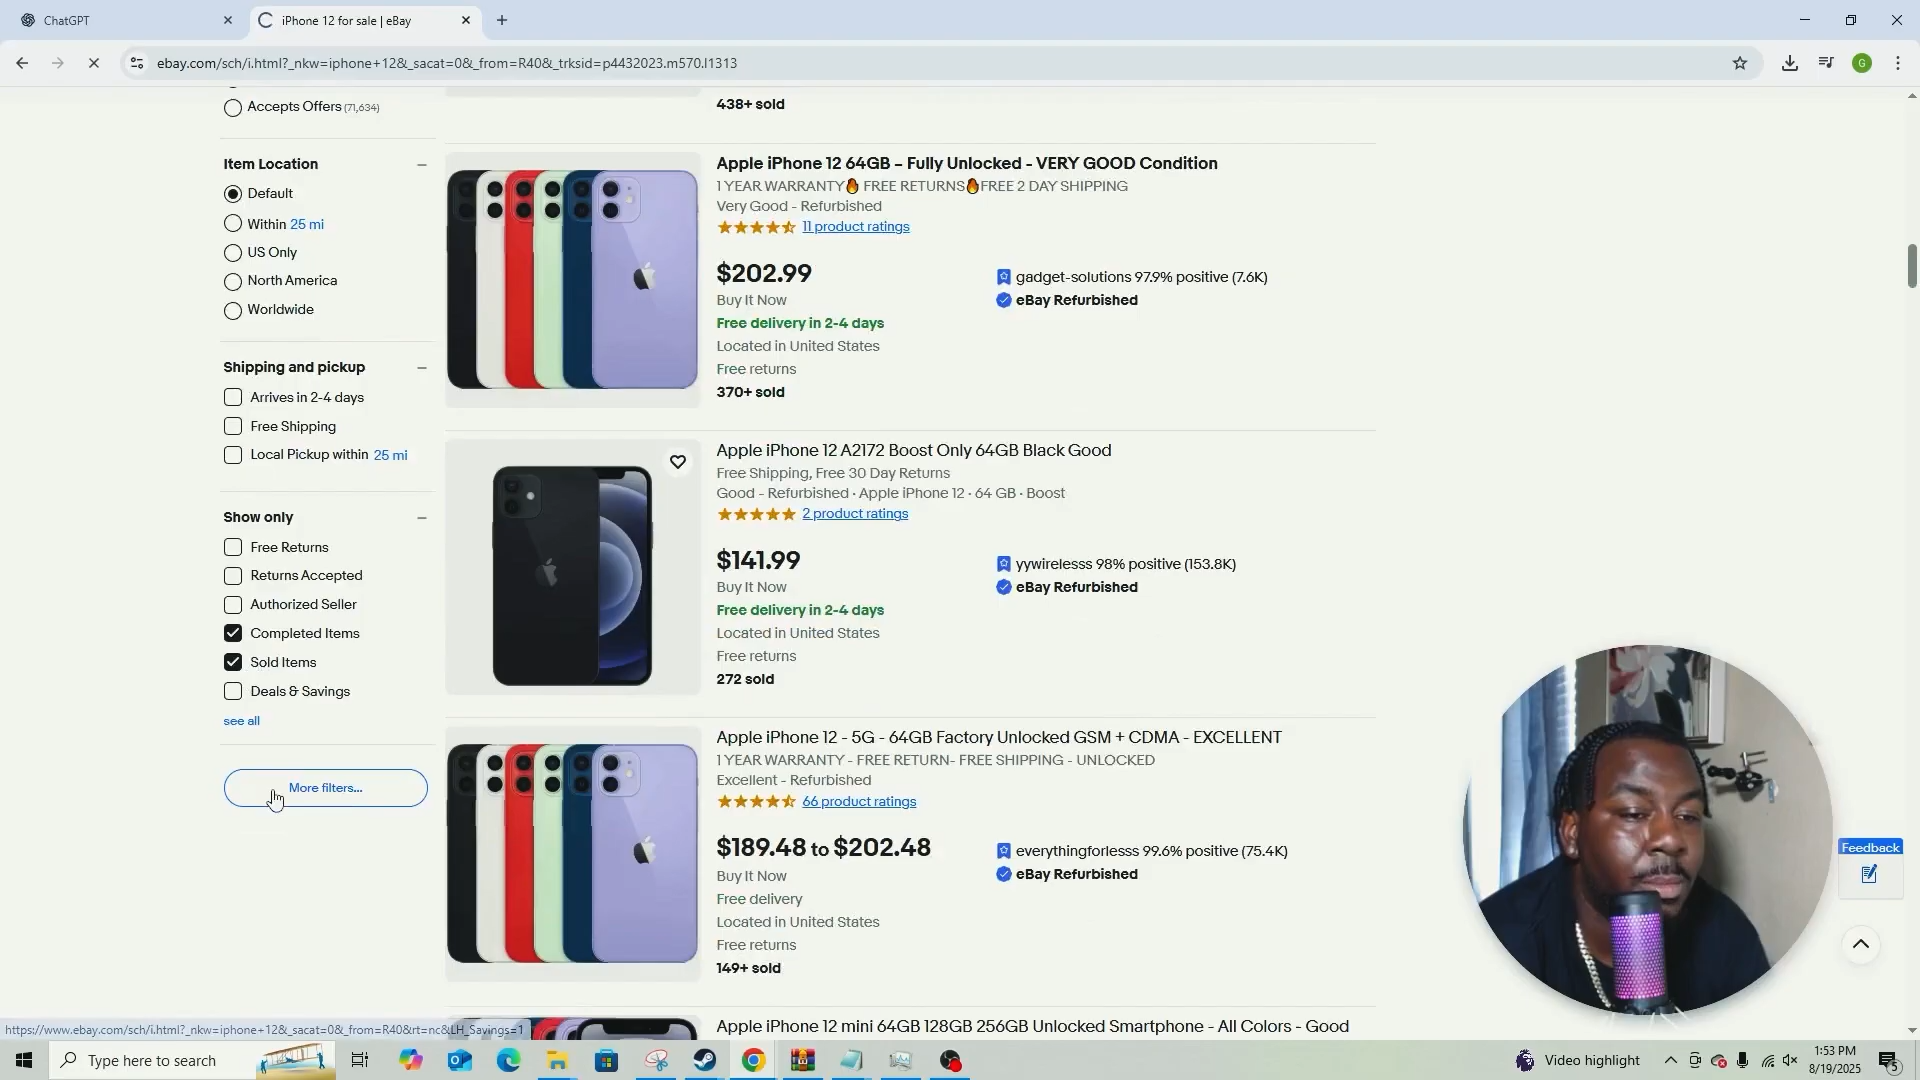 ChatGPT
iPhone 12 for sale | eBay
ebay.com/sch/i.html?_nkw=iphone+12&_sacat=0&_from=R40&_trksid=p4432023.m570.l1313
G
Accepts Offers (71,634)
Item Location
Default
Within 25 mi
US Only
North America
Worldwide
Shipping and pickup
Arrives in 2-4 days
Free Shipping
Local Pickup within 25 mi
Show only
Free Returns
Returns Accepted
Authorized Seller
Completed Items
Sold Items
Deals & Savings
see all
More filters...
438+ sold
Apple iPhone 12 64GB – Fully Unlocked - VERY GOOD Condition
1 YEAR WARRANTY🔥 FREE RETURNS🔥FREE 2 DAY SHIPPING
Very Good - Refurbished
11 product ratings
$202.99
Buy It Now
Free delivery in 2-4 days
Located in United States
Free returns
370+ sold
gadget-solutions 97.9% positive (7.6K)
eBay Refurbished
Apple iPhone 12 A2172 Boost Only 64GB Black Good
Free Shipping, Free 30 Day Returns
Good - Refurbished · Apple iPhone 12 · 64 GB · Boost
2 product ratings
$141.99
Buy It Now
Free delivery in 2-4 days
Located in United States
Free returns
272 sold
yywirelesss 98% positive (153.8K)
eBay Refurbished
Apple iPhone 12 - 5G - 64GB Factory Unlocked GSM + CDMA - EXCELLENT
1 YEAR WARRANTY - FREE RETURN- FREE SHIPPING - UNLOCKED
Excellent - Refurbished
66 product ratings
$189.48 to $202.48
Buy It Now
Free delivery
Located in United States
Free returns
149+ sold
everythingforlesss 99.6% positive (75.4K)
eBay Refurbished
Apple iPhone 12 mini 64GB 128GB 256GB Unlocked Smartphone - All Colors - Good
Feedback
https://www.ebay.com/sch/i.html?_nkw=iphone+12&_sacat=0&_from=R40&rt=nc&LH_Savings=1
Type here to search
Video highlight
1:53 PM
8/19/2025
5